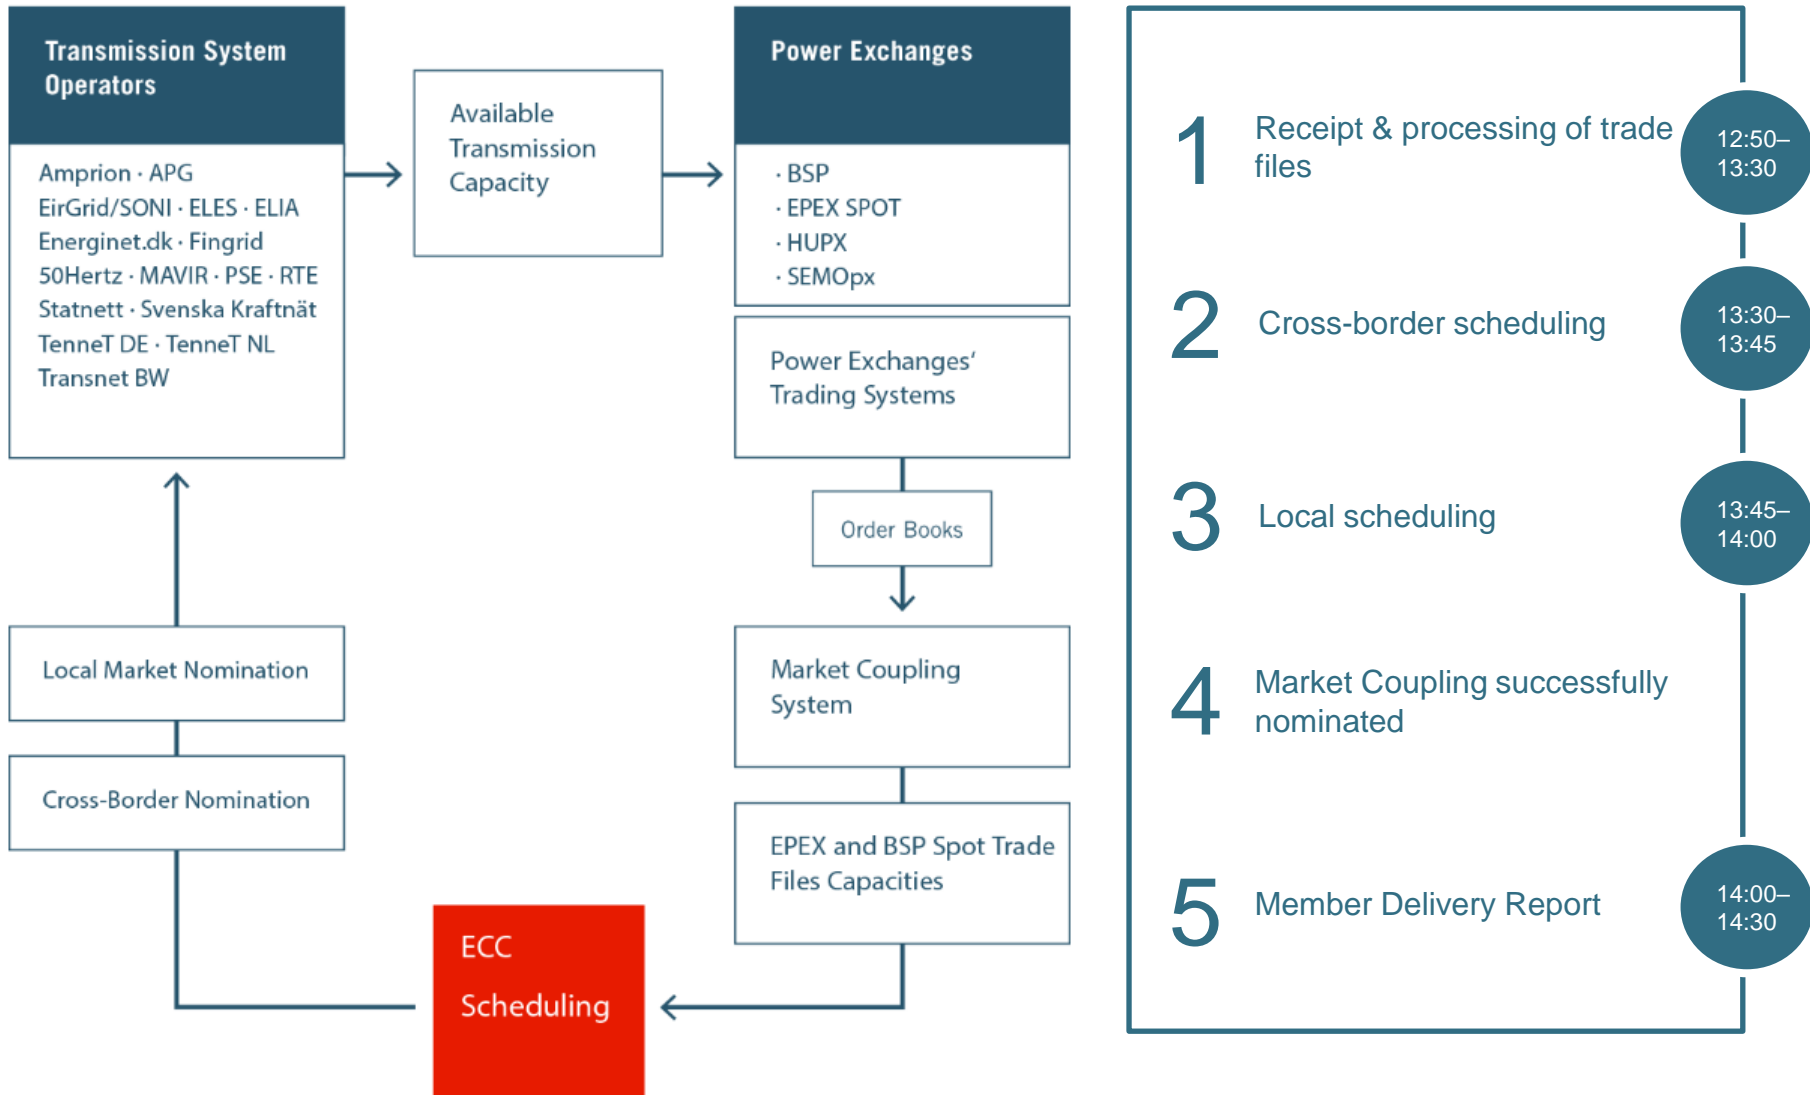 Transmission System
Operators
Amprion · APG
EirGrid/SONI · ELES · ELIA
Energinet.dk · Fingrid
50Hertz · MAVIR · PSE · RTE
Statnett · Svenska Kraftnät
TenneT DE · TenneT NL
Transnet BW
Available
Transmission
Capacity
Power Exchanges
· BSP
· EPEX SPOT
· HUPX
· SEMOpx
Power Exchanges‘
Trading Systems
Order Books
Market Coupling
System
EPEX and BSP Spot Trade
Files Capacities
ECC
Scheduling
Local Market Nomination
Cross-Border Nomination
1
Receipt & processing of trade
files
12:50–
13:30
2
Cross-border scheduling
13:30–
13:45
3
Local scheduling
13:45–
14:00
4
Market Coupling successfully
nominated
5
Member Delivery Report
14:00–
14:30